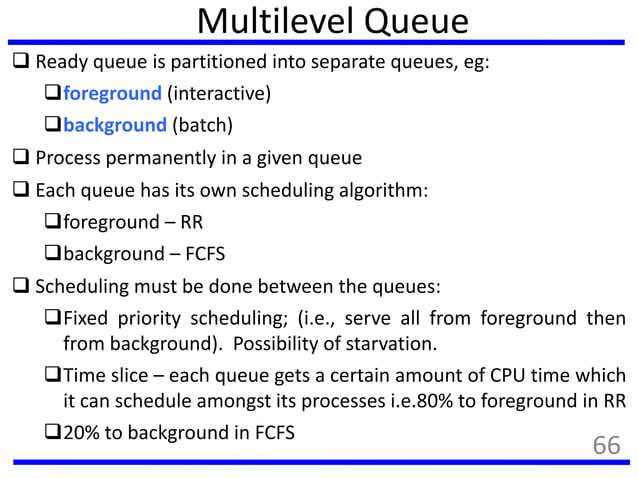 Multilevel Queue
❑ Ready queue is partitioned into separate queues, eg:
❑foreground (interactive)
❑background (batch)
❑ Process permanently in a given queue
❑ Each queue has its own scheduling algorithm:
❑foreground – RR
❑background – FCFS
❑ Scheduling must be done between the queues:
❑Fixed priority scheduling; (i.e., serve all from foreground then
from background). Possibility of starvation.
❑Time slice – each queue gets a certain amount of CPU time which
it can schedule amongst its processes i.e.80% to foreground in RR
❑20% to background in FCFS
66